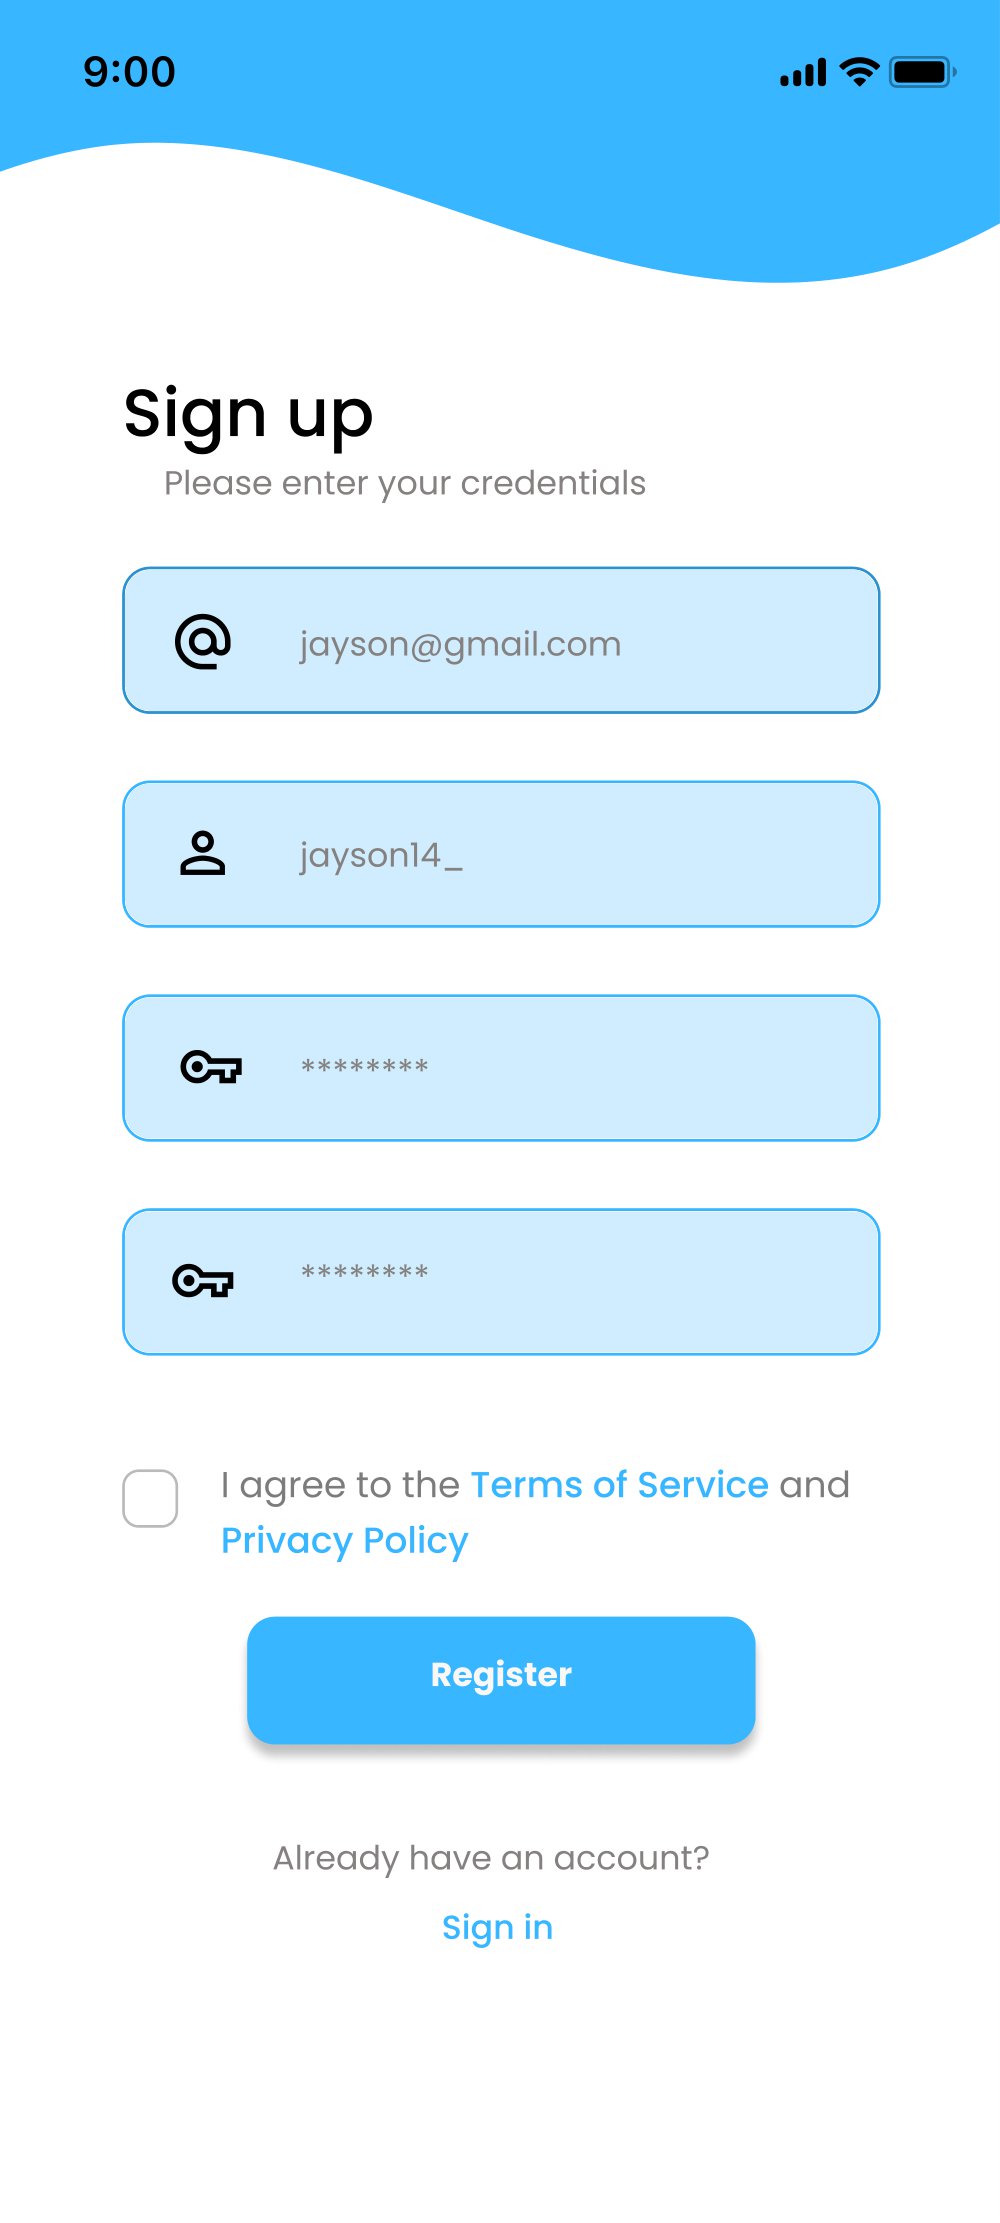 9:00
Sign up
Please enter your credentials
jayson@gmail.com
jayson14_
********
********
I agree to the Terms of Service and
Privacy Policy
Register
Already have an account?
Sign in